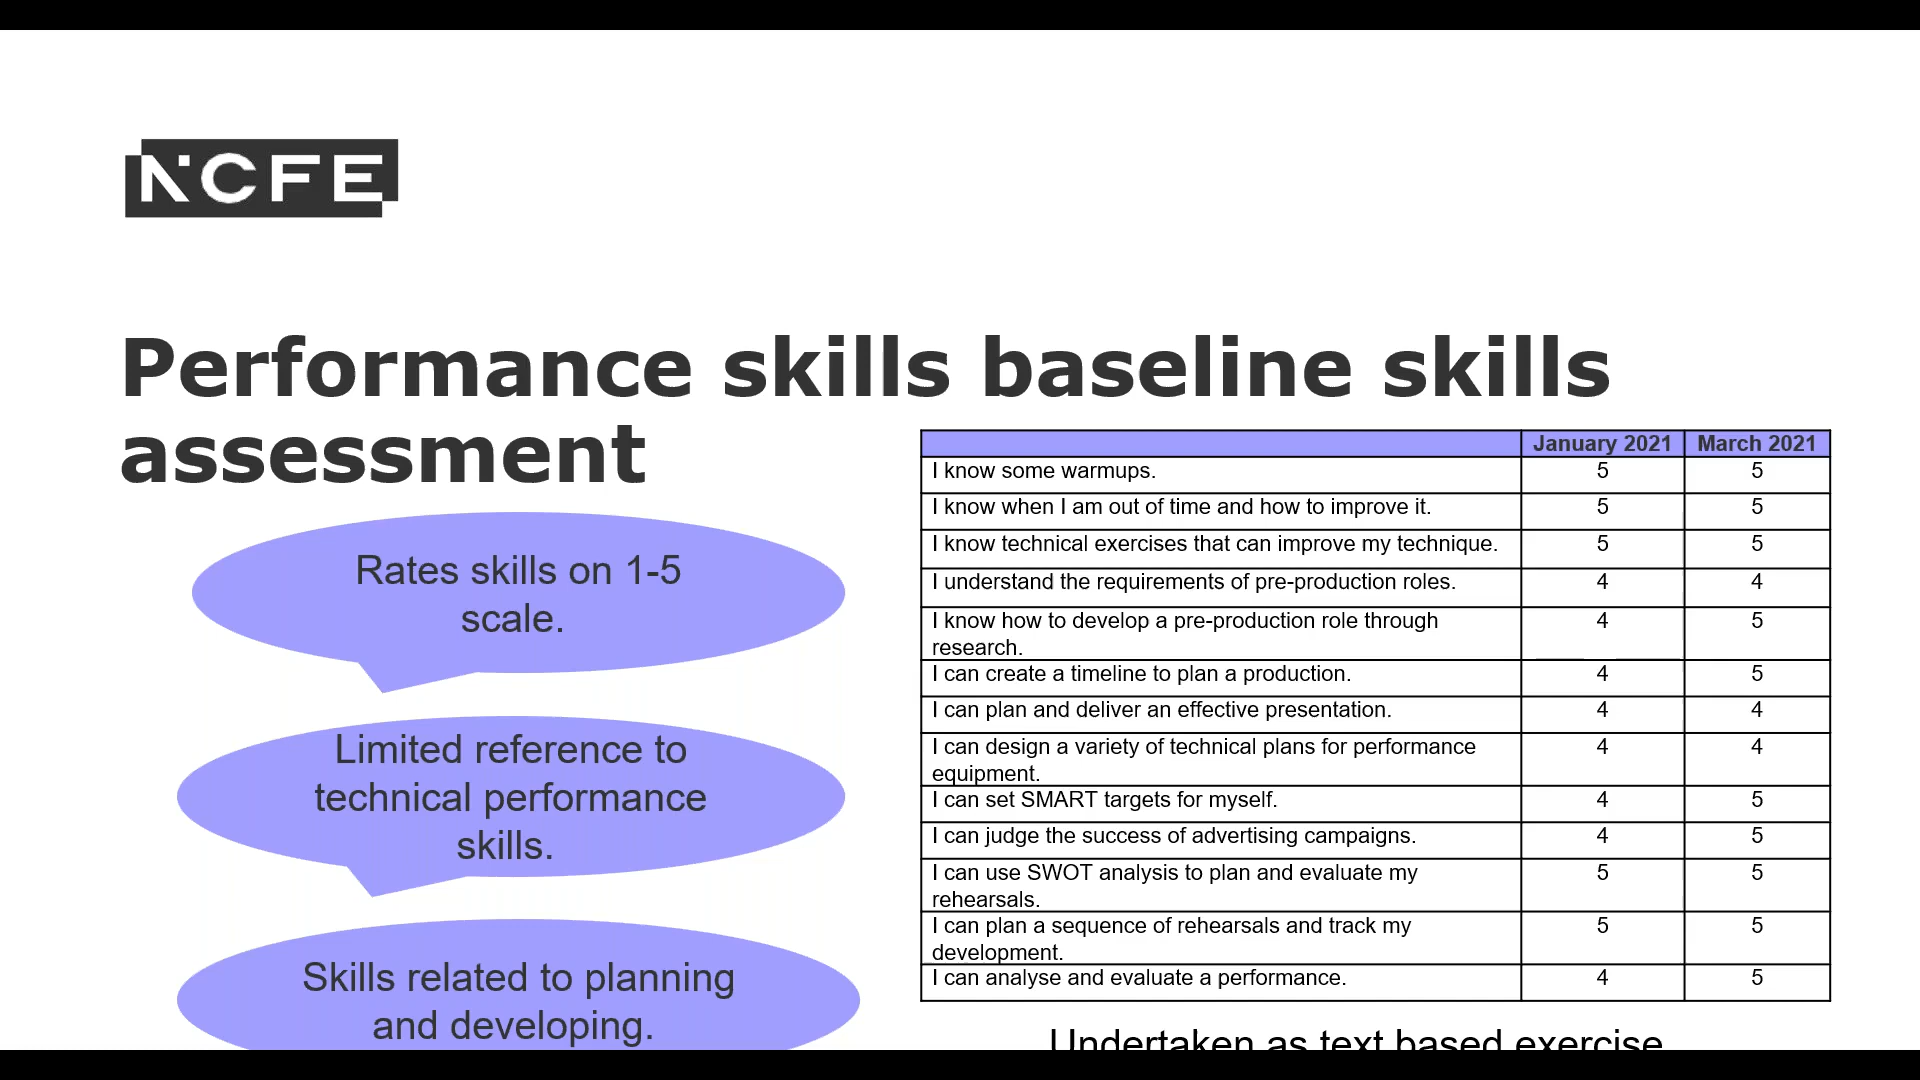 NCFE
Performance skills baseline skills
assessment
Rates skills on 1-5
scale.
Limited reference to
technical performance
skills.
Skills related to planning
and developing.
January 2021 March 2021
I know some warmups. 5 5
I know when I am out of time and how to improve it. 5 5
I know technical exercises that can improve my technique. 5 5
I understand the requirements of pre-production roles. 4 4
I know how to develop a pre-production role through 4 5
research.
I can create a timeline to plan a production. 4 5
I can plan and deliver an effective presentation. 4 4
I can design a variety of technical plans for performance 4 4
equipment.
I can set SMART targets for myself. 4 5
I can judge the success of advertising campaigns. 4 5
I can use SWOT analysis to plan and evaluate my 5 5
rehearsals.
I can plan a sequence of rehearsals and track my 5 5
development.
I can analyse and evaluate a performance. 4 5
Undertaken as text based exercise